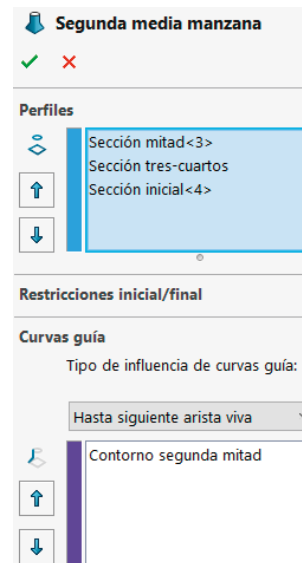 Segunda media manzana
Perfiles
Sección mitad<3>
Sección tres-cuartos
Sección inicial<4>
Restricciones inicial/final
Curvas guía
Tipo de influencia de curvas guía:
Hasta siguiente arista viva
Contorno segunda mitad